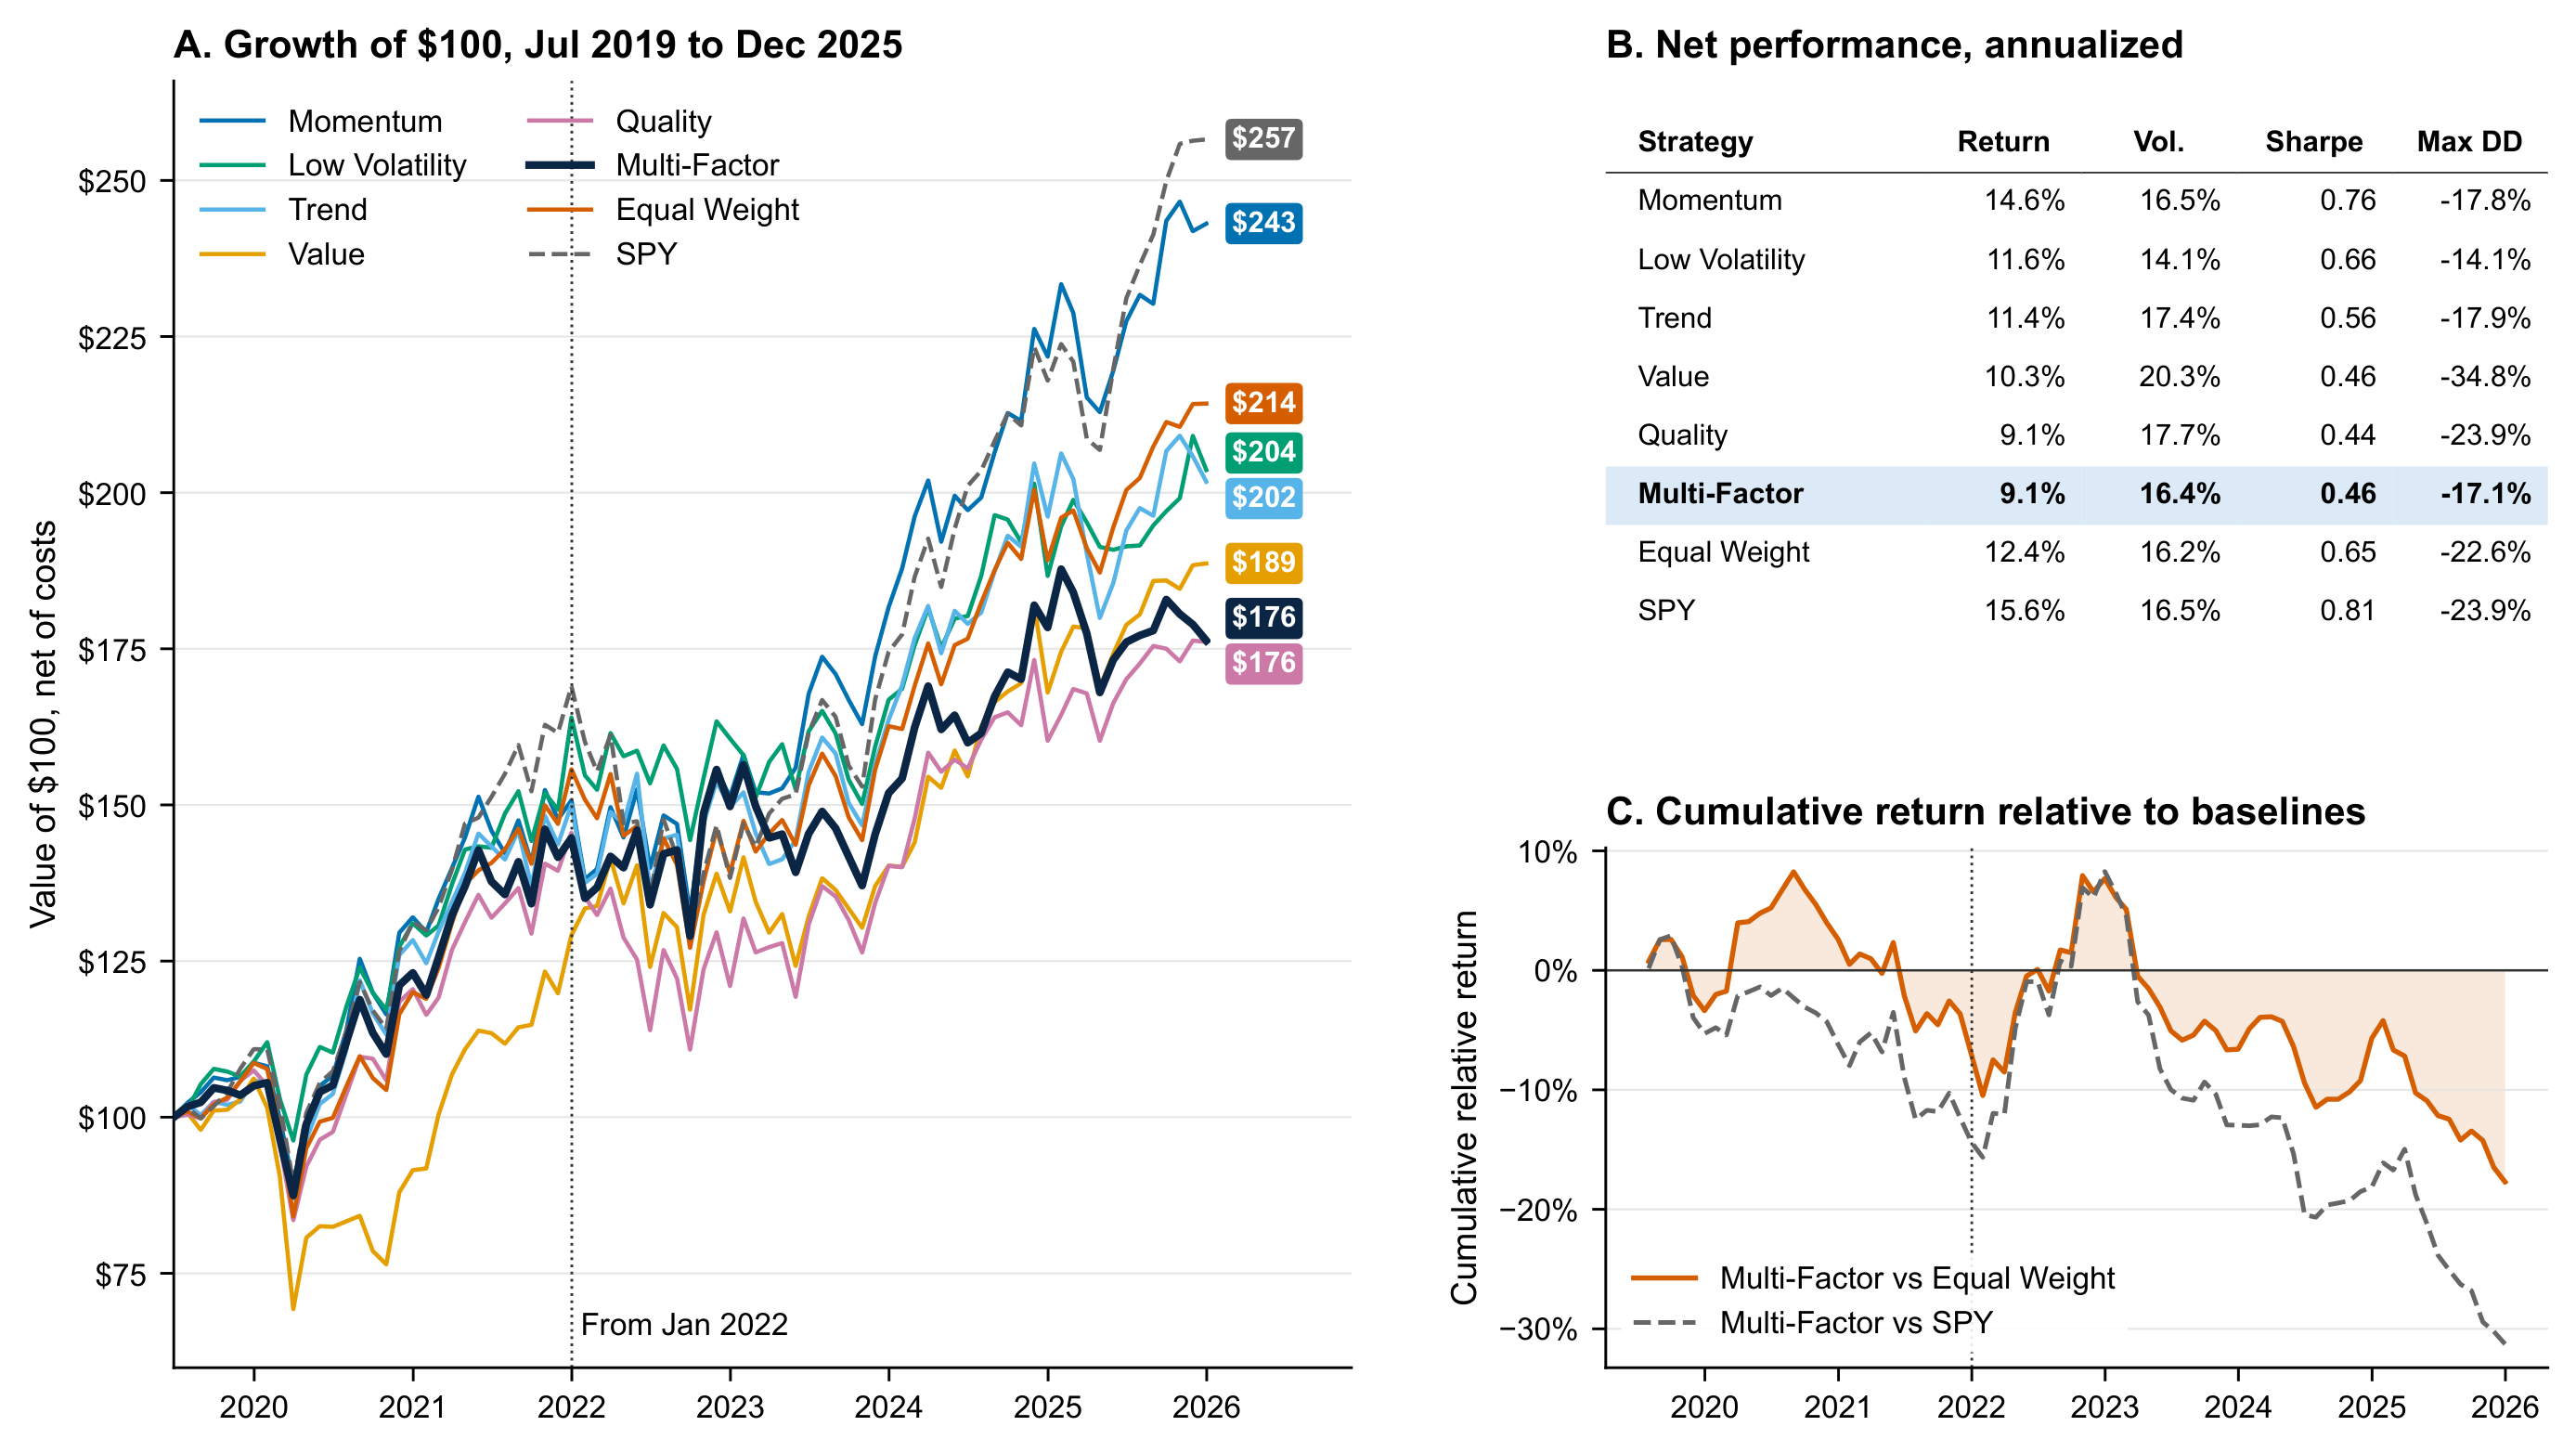 A. Growth of $100, Jul 2019 to Dec 2025
Value of $100, net of costs
$250
$225
$200
$175
$150
$125
$100
$75
Momentum
Low Volatility
Trend
Value
Quality
Multi-Factor
Equal Weight
SPY
$257
$243
$214
$204
$202
$189
$176
$176
From Jan 2022
2020 2021 2022 2023 2024 2025 2026
B. Net performance, annualized
Strategy Return Vol. Sharpe Max DD
Momentum 14.6% 16.5% 0.76 -17.8%
Low Volatility 11.6% 14.1% 0.66 -14.1%
Trend 11.4% 17.4% 0.56 -17.9%
Value 10.3% 20.3% 0.46 -34.8%
Quality 9.1% 17.7% 0.44 -23.9%
Multi-Factor 9.1% 16.4% 0.46 -17.1%
Equal Weight 12.4% 16.2% 0.65 -22.6%
SPY 15.6% 16.5% 0.81 -23.9%
C. Cumulative return relative to baselines
Cumulative relative return
10%
0%
−10%
−20%
−30%
Multi-Factor vs Equal Weight
Multi-Factor vs SPY
2020 2021 2022 2023 2024 2025 2026